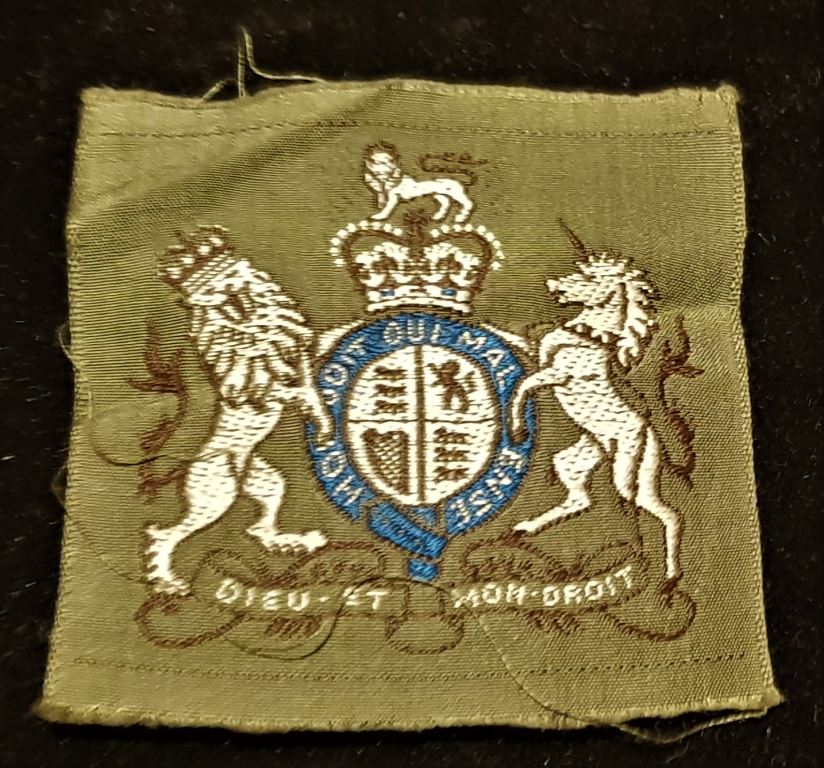 HONI SOIT QUI MAL Y PENSE
DIEU-ET MON-DROIT